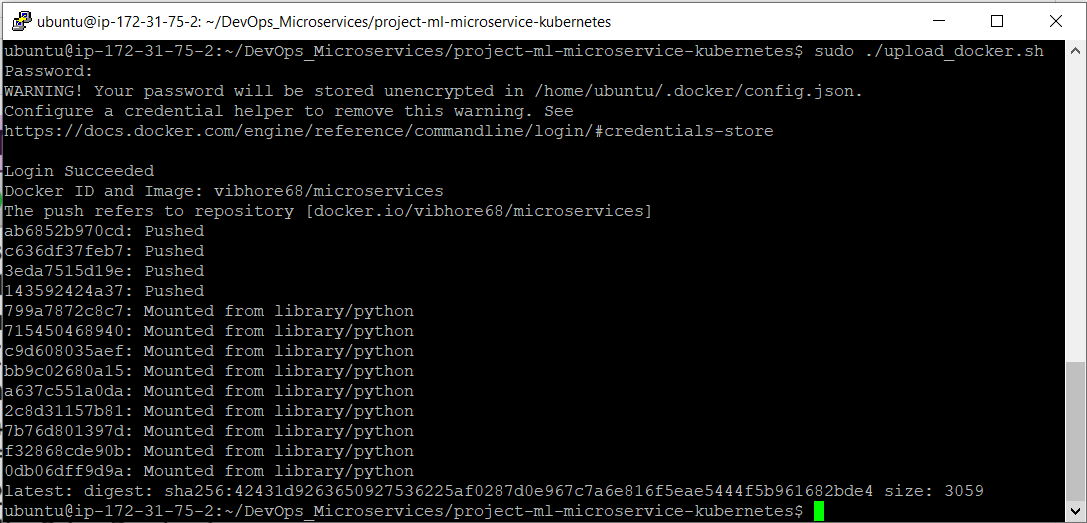 ubuntu@ip-172-31-75-2: ~/DevOps_Microservices/project-ml-microservice-kubernetes
ubuntu@ip-172-31-75-2:~/DevOps_Microservices/project-ml-microservice-kubernetes$ sudo ./upload_docker.sh
Password:
WARNING! Your password will be stored unencrypted in /home/ubuntu/.docker/config.json.
Configure a credential helper to remove this warning. See
https://docs.docker.com/engine/reference/commandline/login/#credentials-store
Login Succeeded
Docker ID and Image: vibhore68/microservices
The push refers to repository [docker.io/vibhore68/microservices]
ab6852b970cd: Pushed
c636df37feb7: Pushed
3eda7515d19e: Pushed
143592424a37: Pushed
799a7872c8c7: Mounted from library/python
715450468940: Mounted from library/python
c9d608035aef: Mounted from library/python
bb9c02680a15: Mounted from library/python
a637c551a0da: Mounted from library/python
2c8d31157b81: Mounted from library/python
7b76d801397d: Mounted from library/python
f32868cde90b: Mounted from library/python
0db06dff9d9a: Mounted from library/python
latest: digest: sha256:42431d9263650927536225af0287d0e967c7a6e816f5eae5444f5b961682bde4 size: 3059
ubuntu@ip-172-31-75-2:~/DevOps_Microservices/project-ml-microservice-kubernetes$